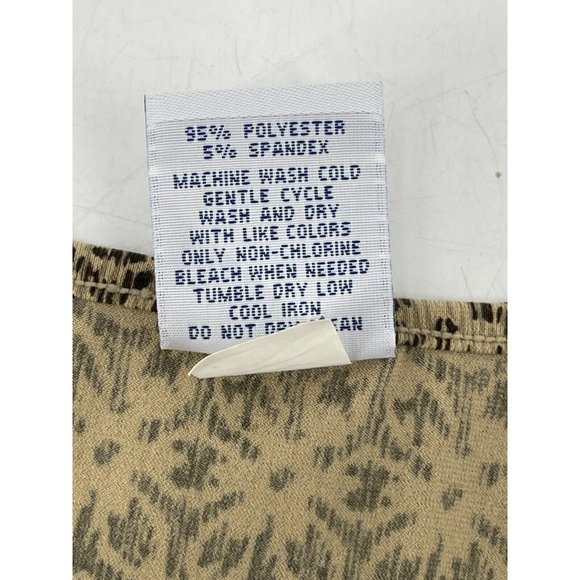 95% POLYESTER
5% SPANDEX
MACHINE WASH COLD
GENTLE CYCLE
WASH AND DRY
WITH LIKE COLORS
ONLY NON-CHLORINE
BLEACH WHEN NEEDED
TUMBLE DRY LOW
COOL IRON
DO NOT DRY